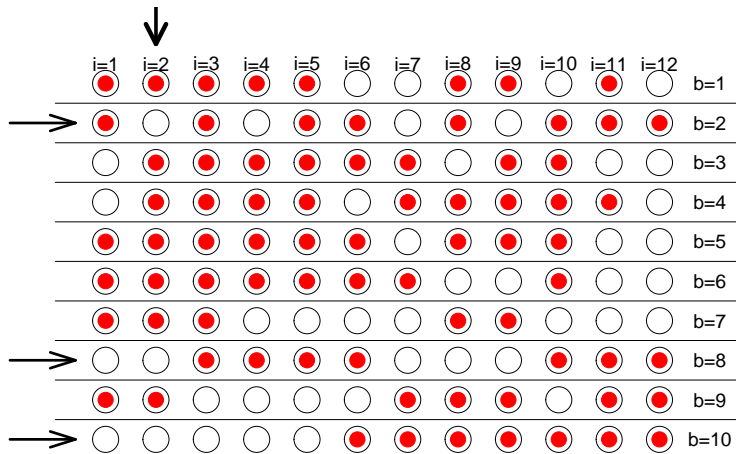 i=1 i=2 i=3 i=4 i=5 i=6 i=7 i=8 i=9 i=10 i=11 i=12
b=1
b=2
b=3
b=4
b=5
b=6
b=7
b=8
b=9
b=10